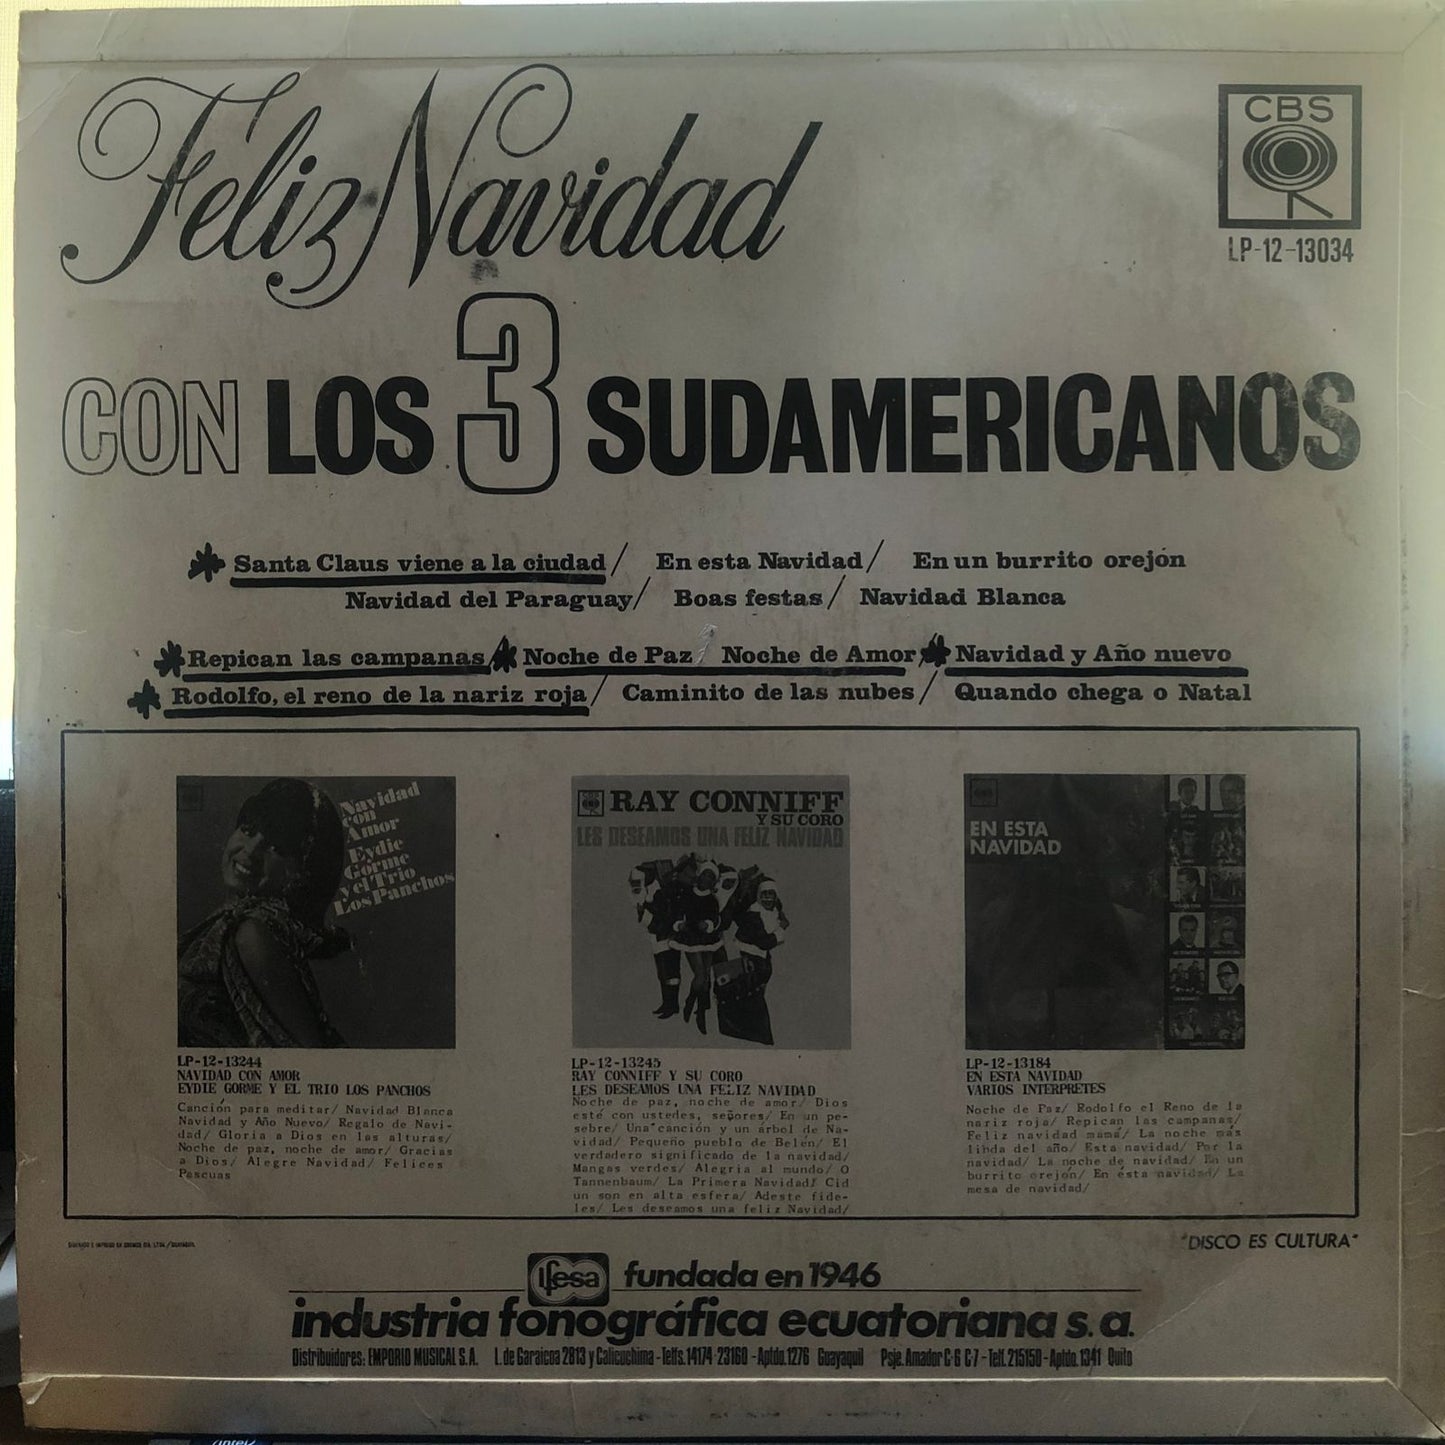 Feliz Navidad
CBS
LP-12-13034
CON LOS 3 SUDAMERICANOS
Santa Claus viene a la ciudad/ En esta Navidad/ En un burrito orejón
Navidad del Paraguay/ Boas festas/ Navidad Blanca
Repican las campanas/ Noche de Paz, Noche de Amor/ Navidad y Año nuevo
Rodolfo, el reno de la nariz roja/ Caminito de las nubes/ Quando chega o Natal
Navidad
con
Amor
Eydie
Gorme
y el Trio
Los Panchos
LP-12-13244
NAVIDAD CON AMOR
EYDIE GORME Y EL TRIO LOS PANCHOS
Canción para meditar/ Navidad Blanca
Navidad y Año Nuevo/ Regalo de Navi-
dad/ Gloria a Dios en las alturas/
Noche de paz, noche de amor/ Gracias
a Dios/ Alegre Navidad/ Felices
Pascuas
RAY CONNIFF
Y SU CORO
LES DESEAMOS UNA FELIZ NAVIDAD
LP-12-13245
RAY CONNIFF Y SU CORO
LES DESEAMOS UNA FELIZ NAVIDAD
Noche de paz, noche de amor/ Dios
esté con ustedes, señores/ En un pe-
sebre/ Una canción y un árbol de Na-
vidad/ Pequeño pueblo de Belén/ El
verdadero significado de la navidad/
Mangas verdes/ Alegria al mundo/ O
Tannenbaum/ La Primera Navidad/ Cid
un son en alta esfera/ Adeste fide-
les/ Les deseamos una feliz Navidad/
EN ESTA
NAVIDAD
LP-12-13184
EN ESTA NAVIDAD
VARIOS INTERPRETES
Noche de Paz/ Rodolfo el Reno de la
nariz roja/ Repican las campanas/
Feliz navidad mamá/ La noche más
linda del año/ Esta navidad/ Por la
navidad/ La noche de navidad/ En un
burrito orejón/ En ésta navidad/ La
mesa de navidad/
"DISCO ES CULTURA"
Ifesa fundada en 1946
industria fonográfica ecuatoriana s.a.
Distribuidores: EMPORIO MUSICAL S.A. L. de Garaicoa 2813 y Calicuchima - Telfs. 14174 23160 - Aptdo. 1276 Guayaquil Psje. Amador C-6 C-7 - Telf. 215150 - Aptdo. 1341 Quito